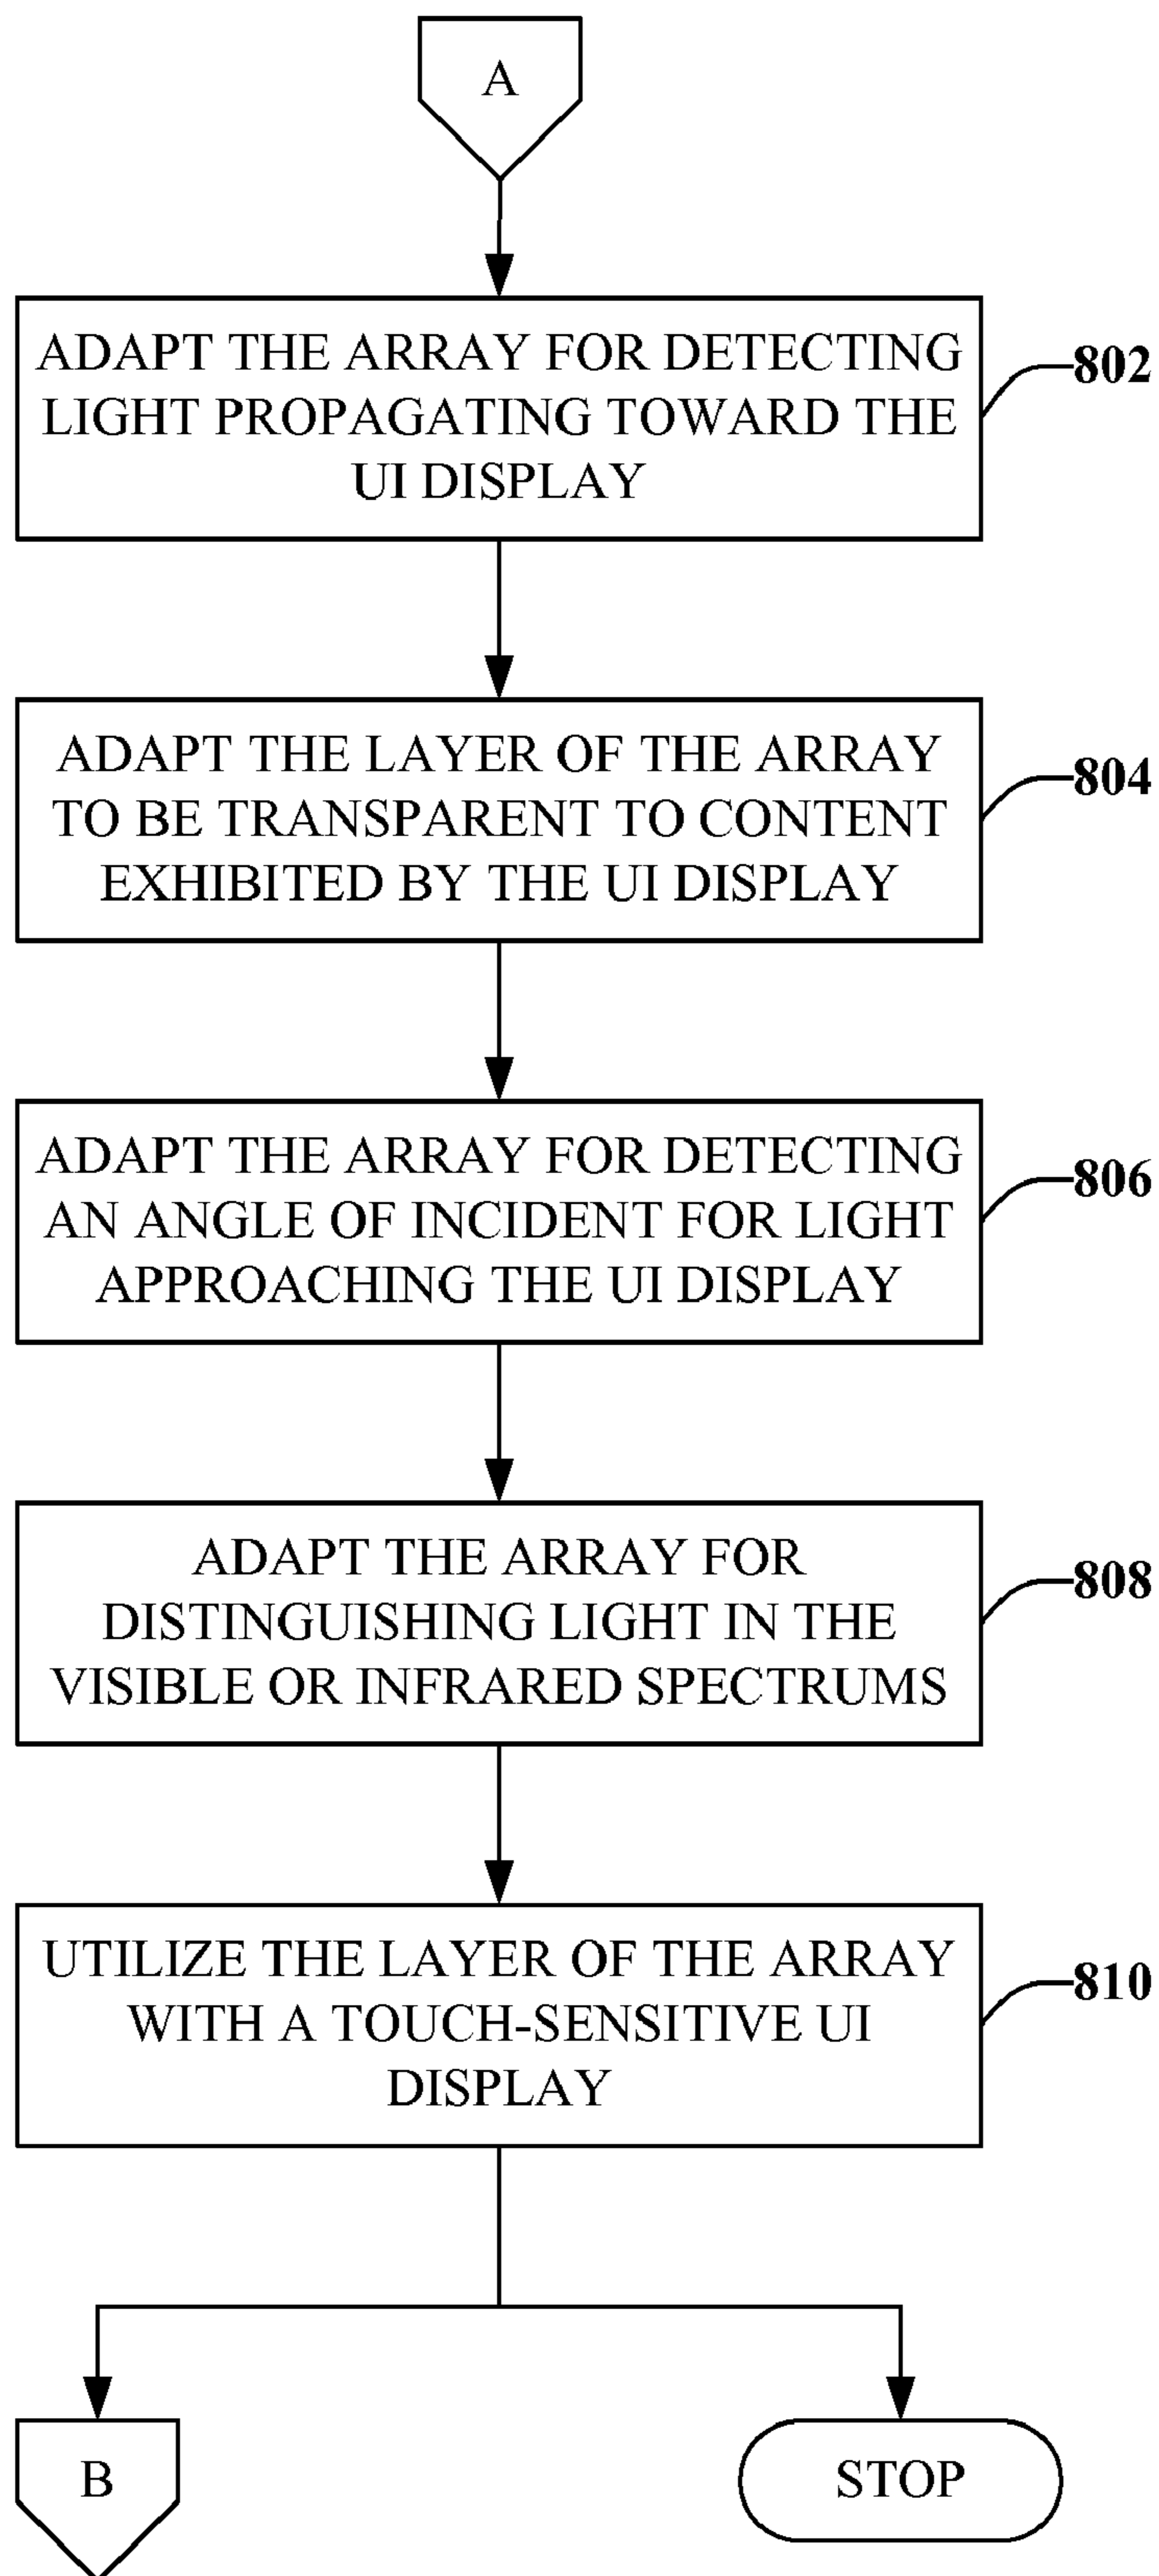 A
ADAPT THE ARRAY FOR DETECTING
LIGHT PROPAGATING TOWARD THE
UI DISPLAY
802
ADAPT THE LAYER OF THE ARRAY
TO BE TRANSPARENT TO CONTENT
EXHIBITED BY THE UI DISPLAY
804
ADAPT THE ARRAY FOR DETECTING
AN ANGLE OF INCIDENT FOR LIGHT
APPROACHING THE UI DISPLAY
806
ADAPT THE ARRAY FOR
DISTINGUISHING LIGHT IN THE
VISIBLE OR INFRARED SPECTRUMS
808
UTILIZE THE LAYER OF THE ARRAY
WITH A TOUCH-SENSITIVE UI
DISPLAY
810
B
STOP